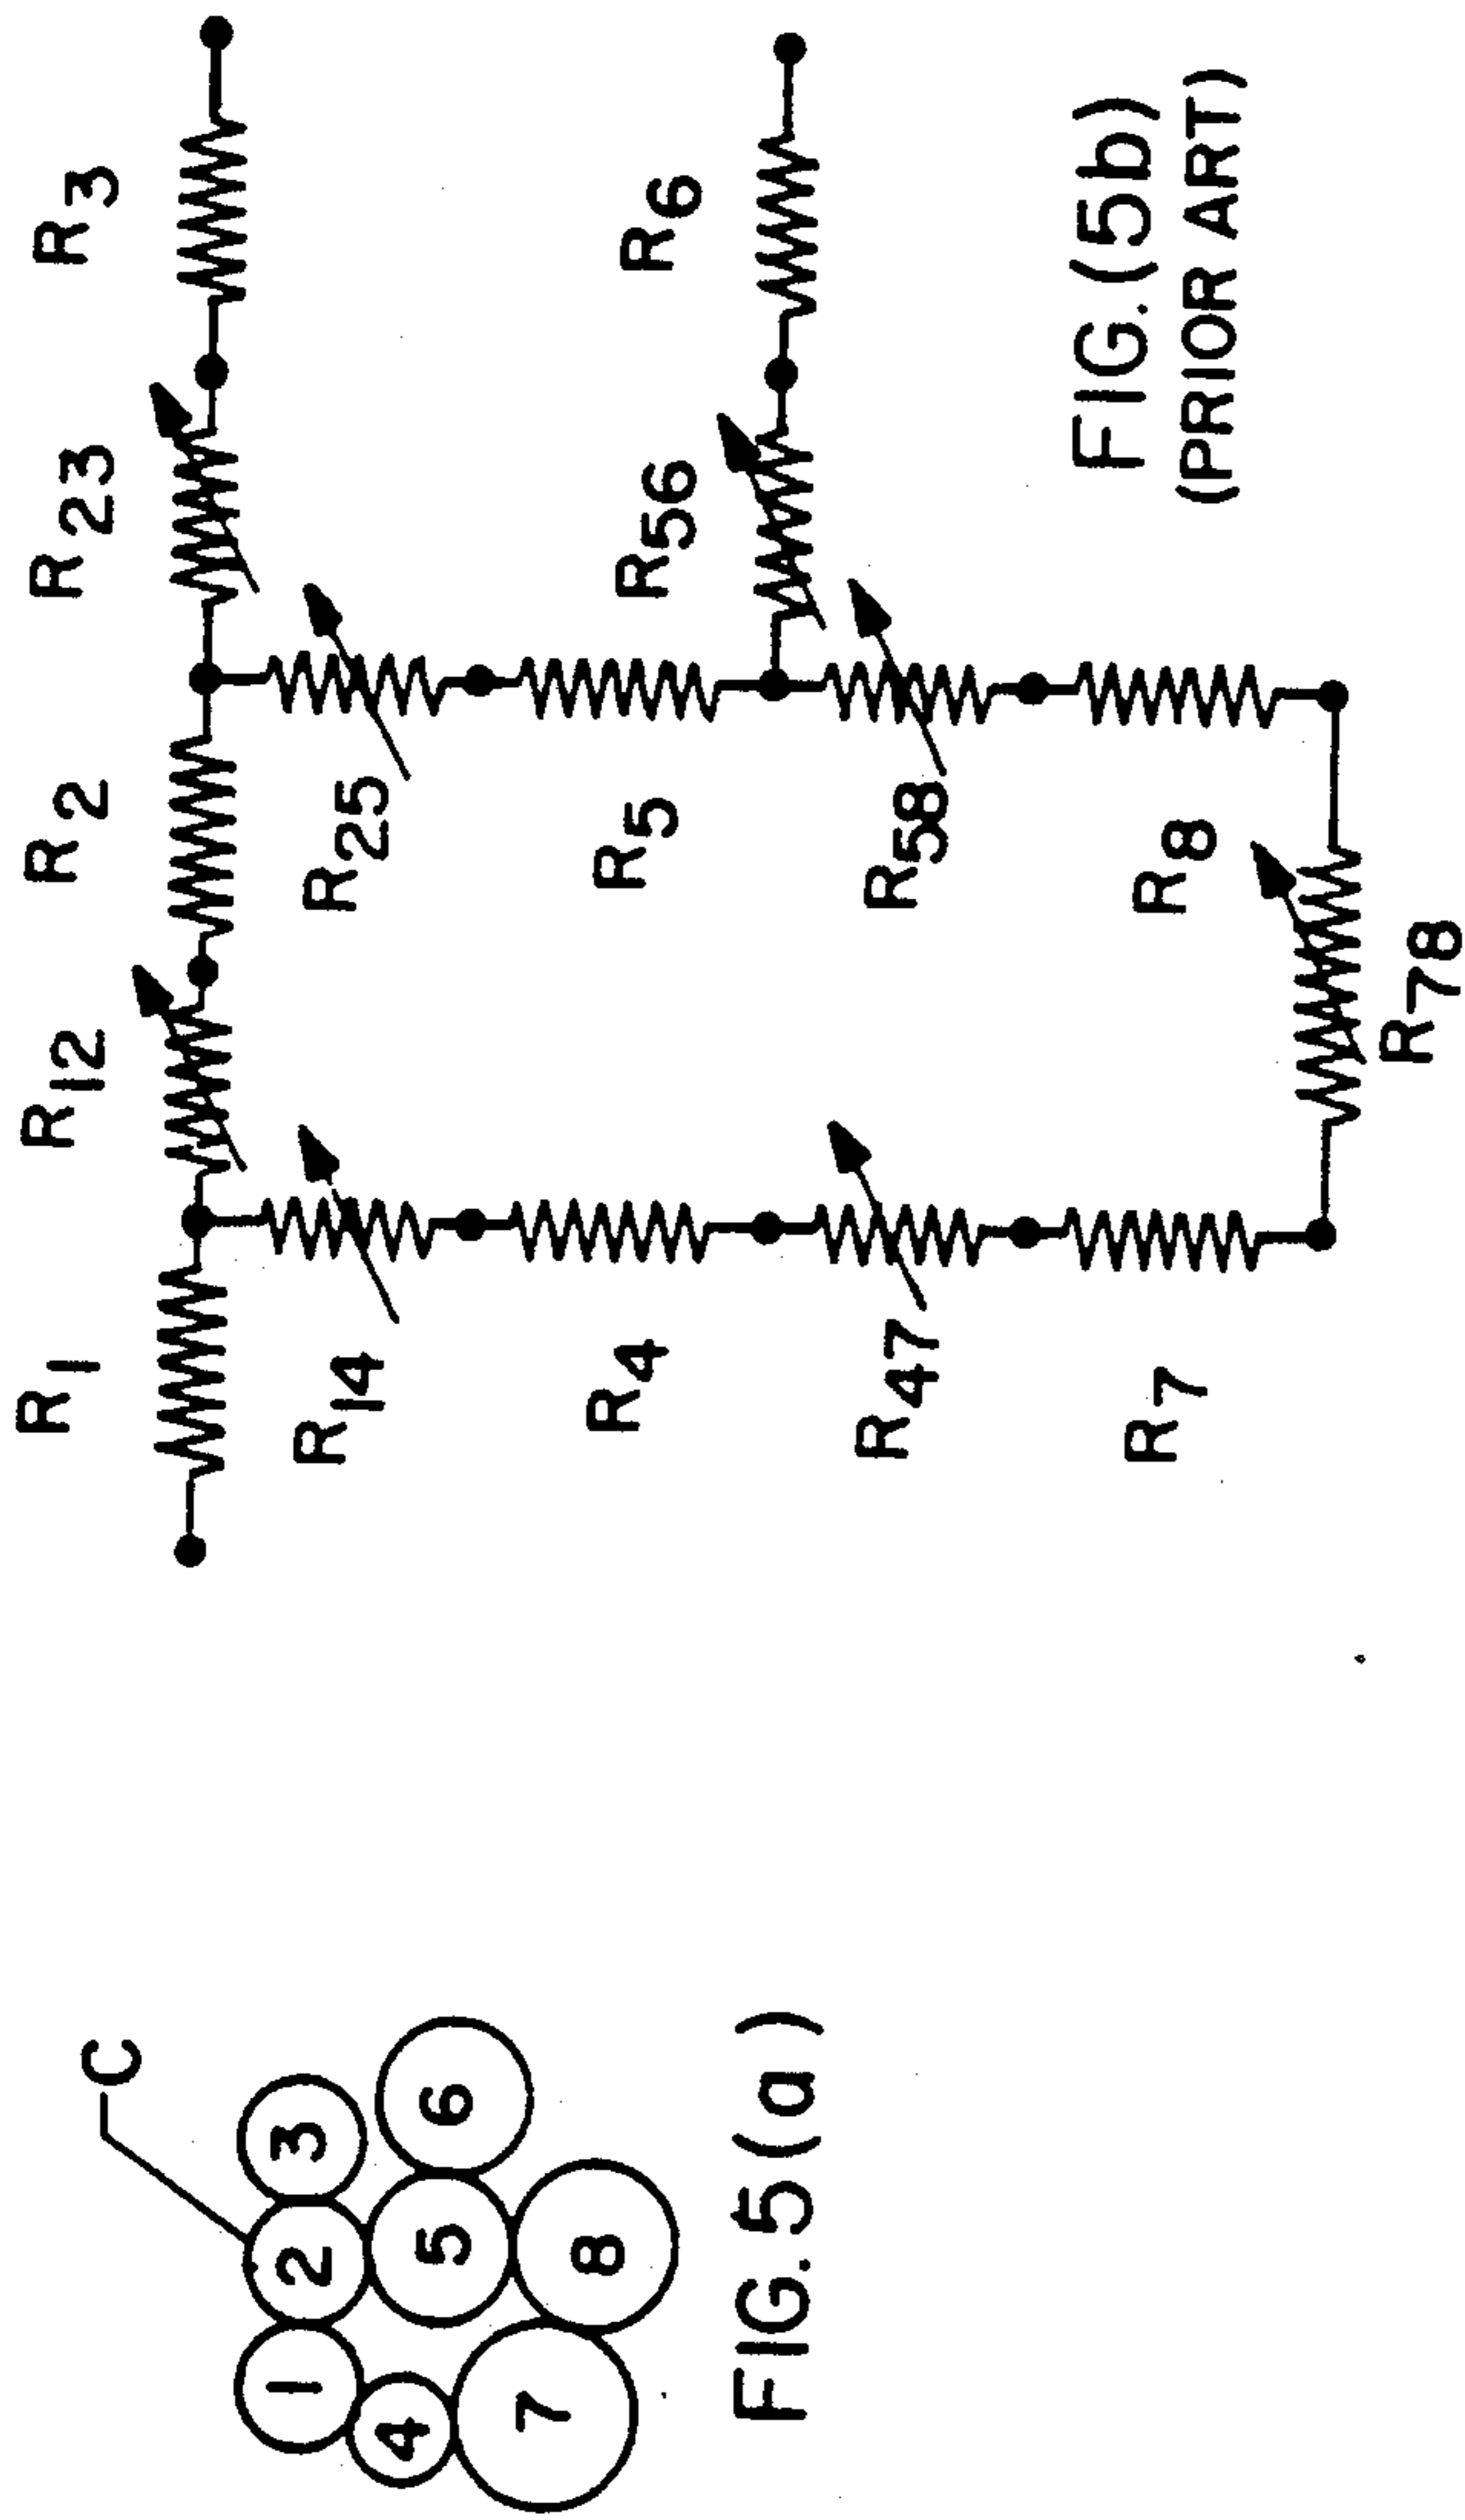 C
1
2
3
4
5
6
7
8
FIG. 5(a)
R1
R12
R2
R23
R3
R14
R25
R4
R5
R56
R6
R47
R58
R7
R8
R78
FIG. (5b)
(PRIOR ART)